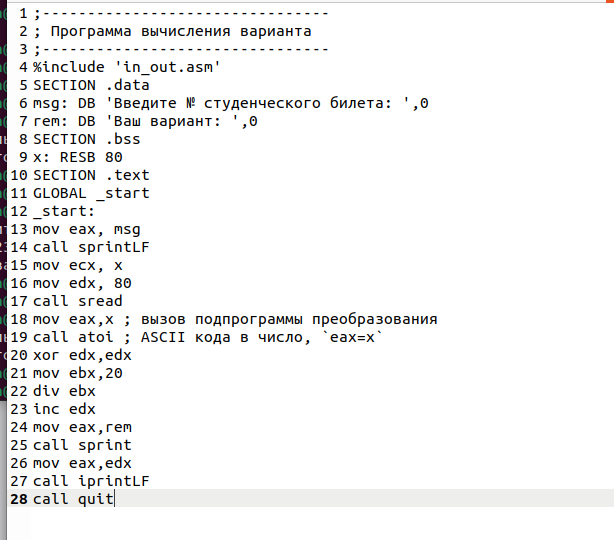 1 ;--------------------------------
2 ; Программа вычисления варианта
3 ;--------------------------------
4 %include 'in_out.asm'
5 SECTION .data
6 msg: DB 'Введите № студенческого билета: ',0
7 rem: DB 'Ваш вариант: ',0
8 SECTION .bss
9 x: RESB 80
10 SECTION .text
11 GLOBAL _start
12 _start:
13 mov eax, msg
14 call sprintLF
15 mov ecx, x
16 mov edx, 80
17 call sread
18 mov eax,x ; вызов подпрограммы преобразования
19 call atoi ; ASCII кода в число, `eax=x`
20 xor edx,edx
21 mov ebx,20
22 div ebx
23 inc edx
24 mov eax,rem
25 call sprint
26 mov eax,edx
27 call iprintLF
28 call quit